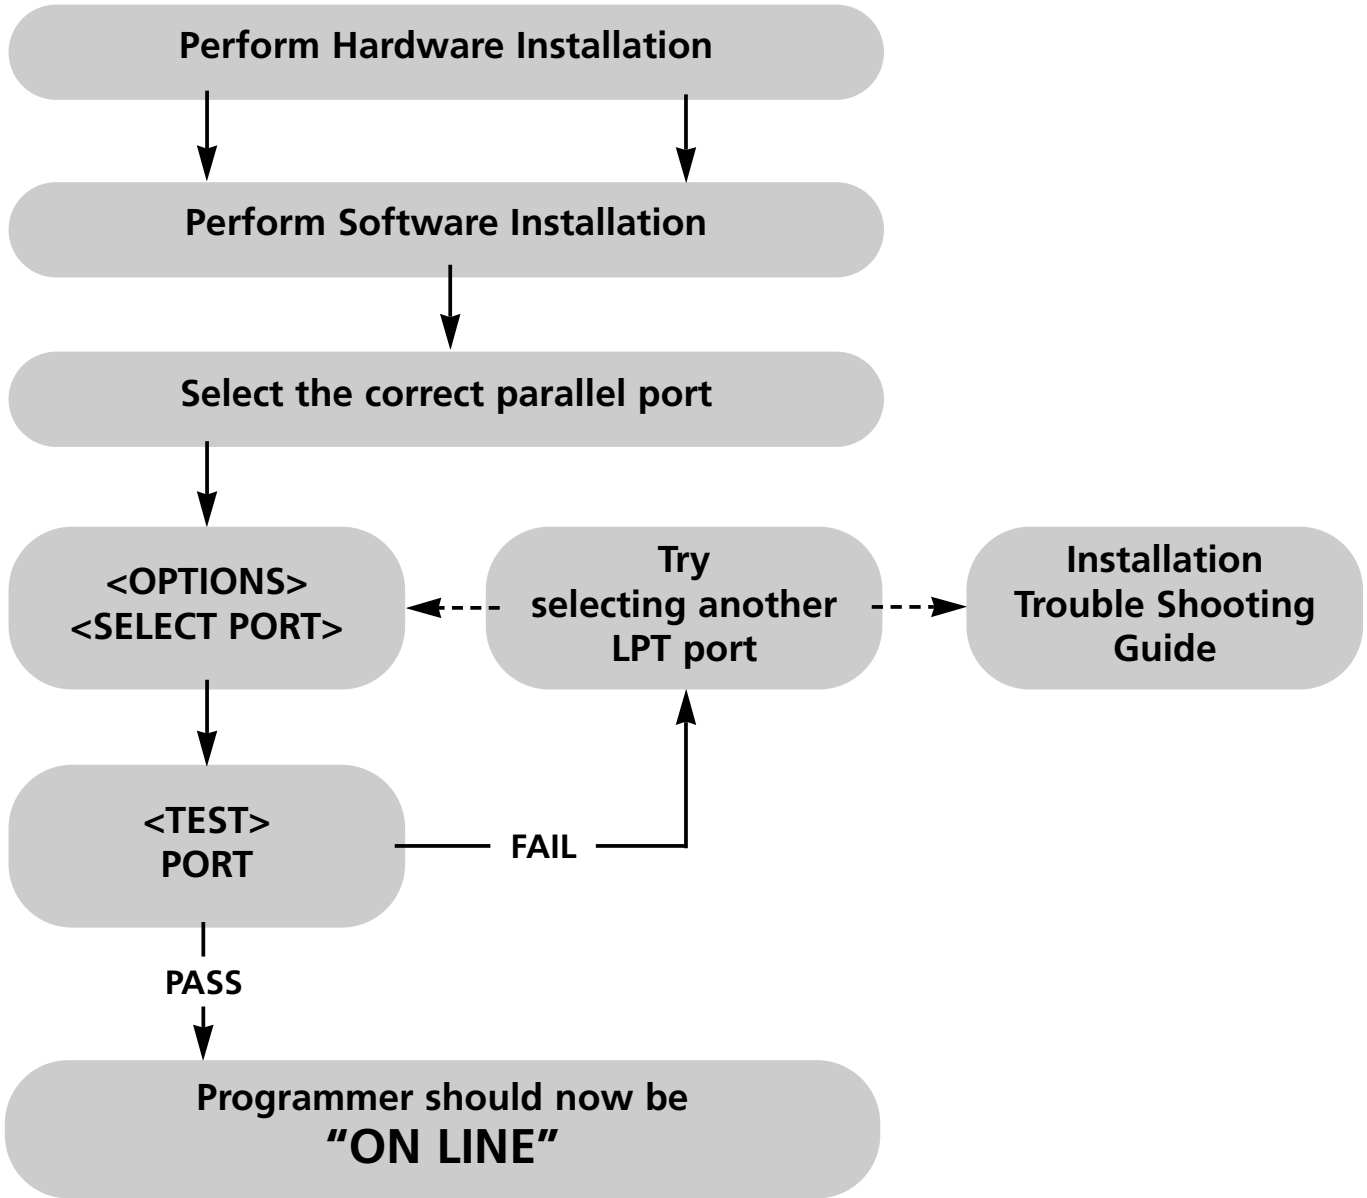 Perform Hardware Installation
Perform Software Installation
Select the correct parallel port
<OPTIONS>
<SELECT PORT>
Try
selecting another
LPT port
Installation
Trouble Shooting
Guide
<TEST>
PORT
FAIL
PASS
Programmer should now be
“ON LINE”